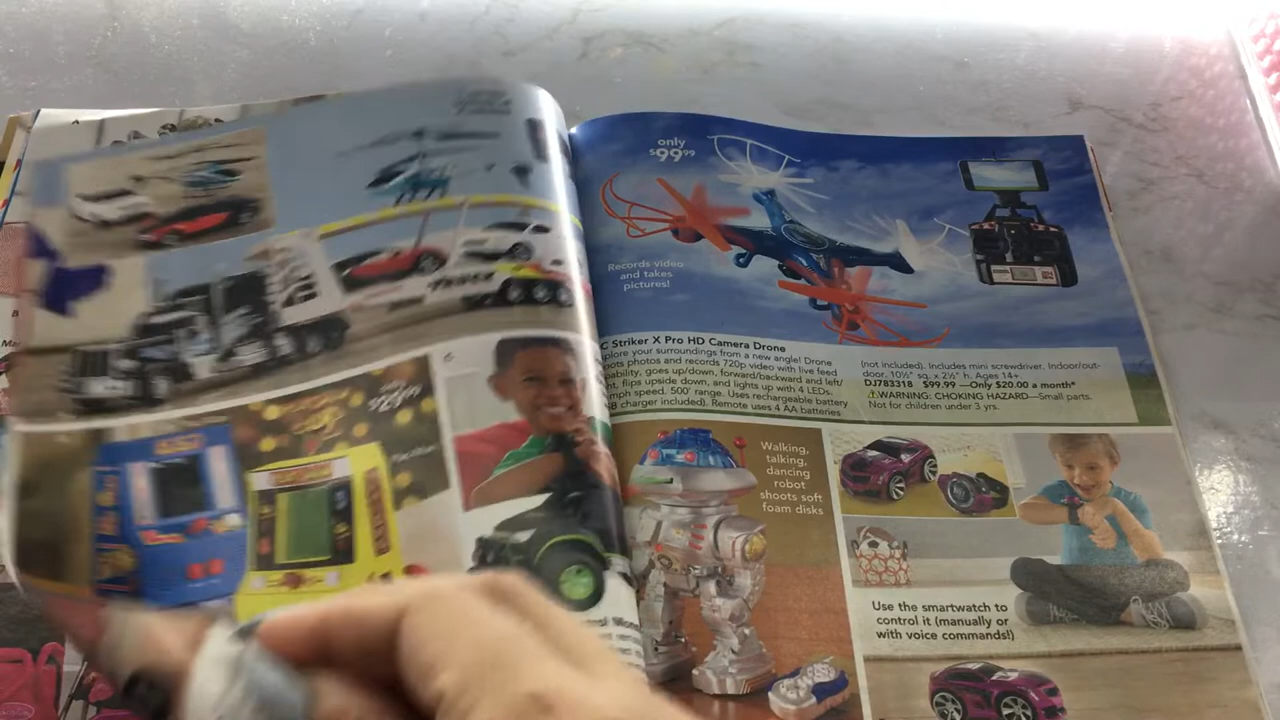 only
$99⁹⁹
Records video
and takes
pictures!
Striker X Pro HD Camera Drone
plore your surroundings from a new angle! Drone
ots photos and records 720p video with live feed
ability, goes up/down, forward/backward and left/
ht, flips upside down, and lights up with 4 LEDs.
mph speed. 500' range. Uses rechargeable battery
B charger included). Remote uses 4 AA batteries
(not included). Includes mini screwdriver. Indoor/out-
door. 10½" sq. x 2½" h. Ages 14+
DJ783318 $99.99 —Only $20.00 a month*
⚠WARNING: CHOKING HAZARD—Small parts.
Not for children under 3 yrs.
Walking,
talking,
dancing
robot
shoots soft
foam disks
Use the smartwatch to
control it (manually or
with voice commands!)